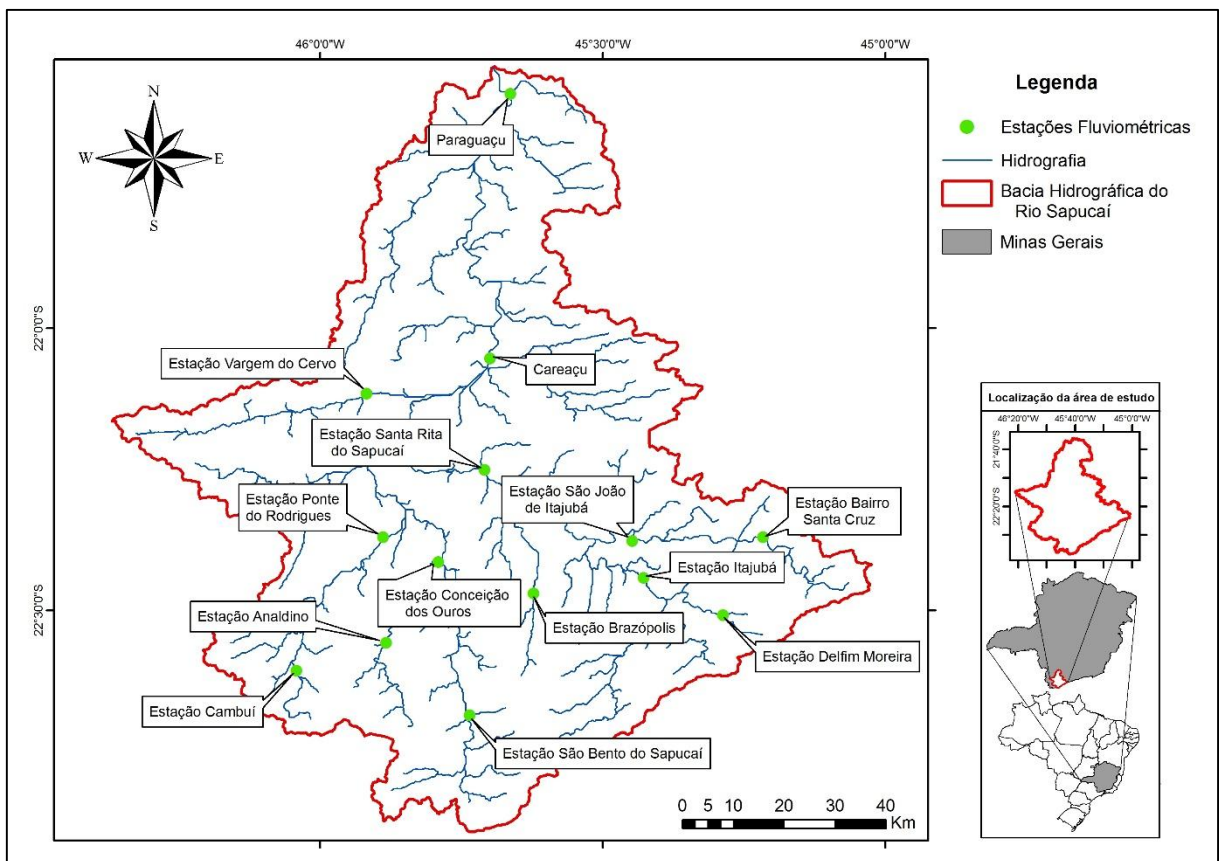 46°0'0"W
45°30'0"W
45°0'0"W
N
W
E
S
Paraguaçu
22°0'0"S
Estação Vargem do Cervo
Careaçu
Estação Santa Rita
do Sapucaí
Estação Ponte
do Rodrigues
Estação São João
de Itajubá
Estação Bairro
Santa Cruz
Estação Itajubá
Estação Conceição
dos Ouros
22°30'0"S
Estação Analdino
Estação Brazópolis
Estação Delfim Moreira
Estação Cambuí
Estação São Bento do Sapucaí
0 5 10 20 30 40
Km
Legenda
Estações Fluviométricas
Hidrografia
Bacia Hidrográfica do
Rio Sapucaí
Minas Gerais
Localização da área de estudo
46°20'0"W
45°40'0"W
45°0'0"W
21°40'0"S
22°20'0"S